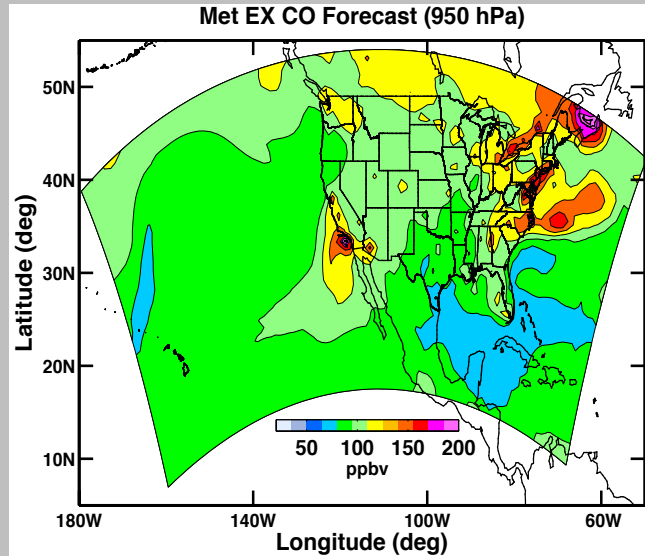 Met EX CO Forecast (950 hPa)
50N
40N
30N
20N
10N
Latitude (deg)
50 100 150 200
ppbv
180W 140W 100W 60W
Longitude (deg)